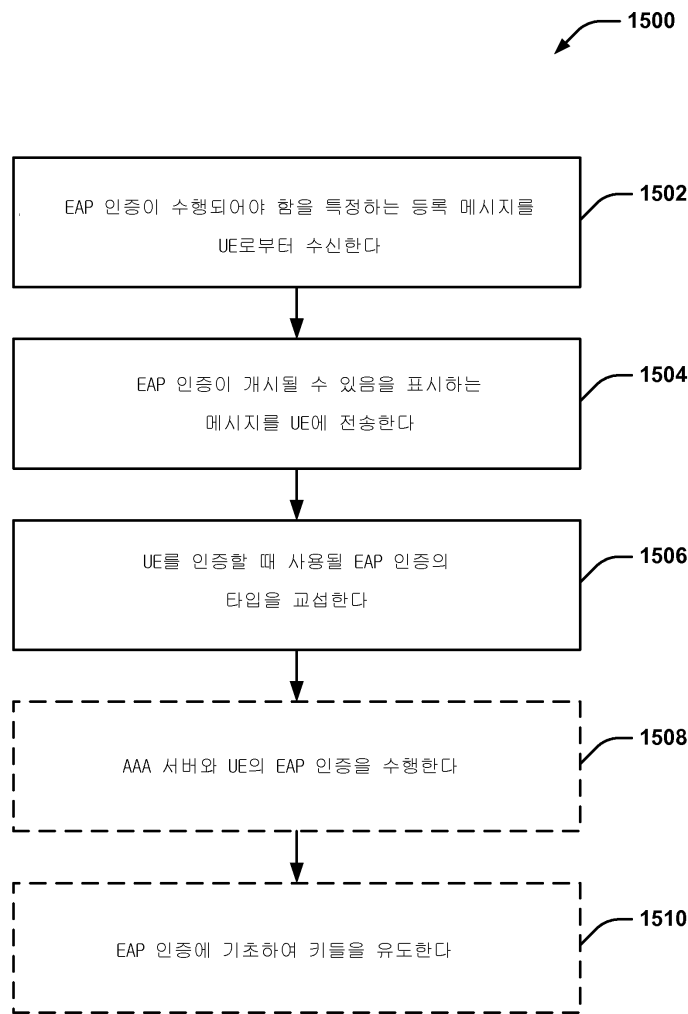 1500
EAP 인증이 수행되어야 함을 특정하는 등록 메시지를
UE로부터 수신한다
1502
EAP 인증이 개시될 수 있음을 표시하는
메시지를 UE에 전송한다
1504
UE를 인증할 때 사용될 EAP 인증의
타입을 교섭한다
1506
AAA 서버와 UE의 EAP 인증을 수행한다
1508
EAP 인증에 기초하여 키들을 유도한다
1510